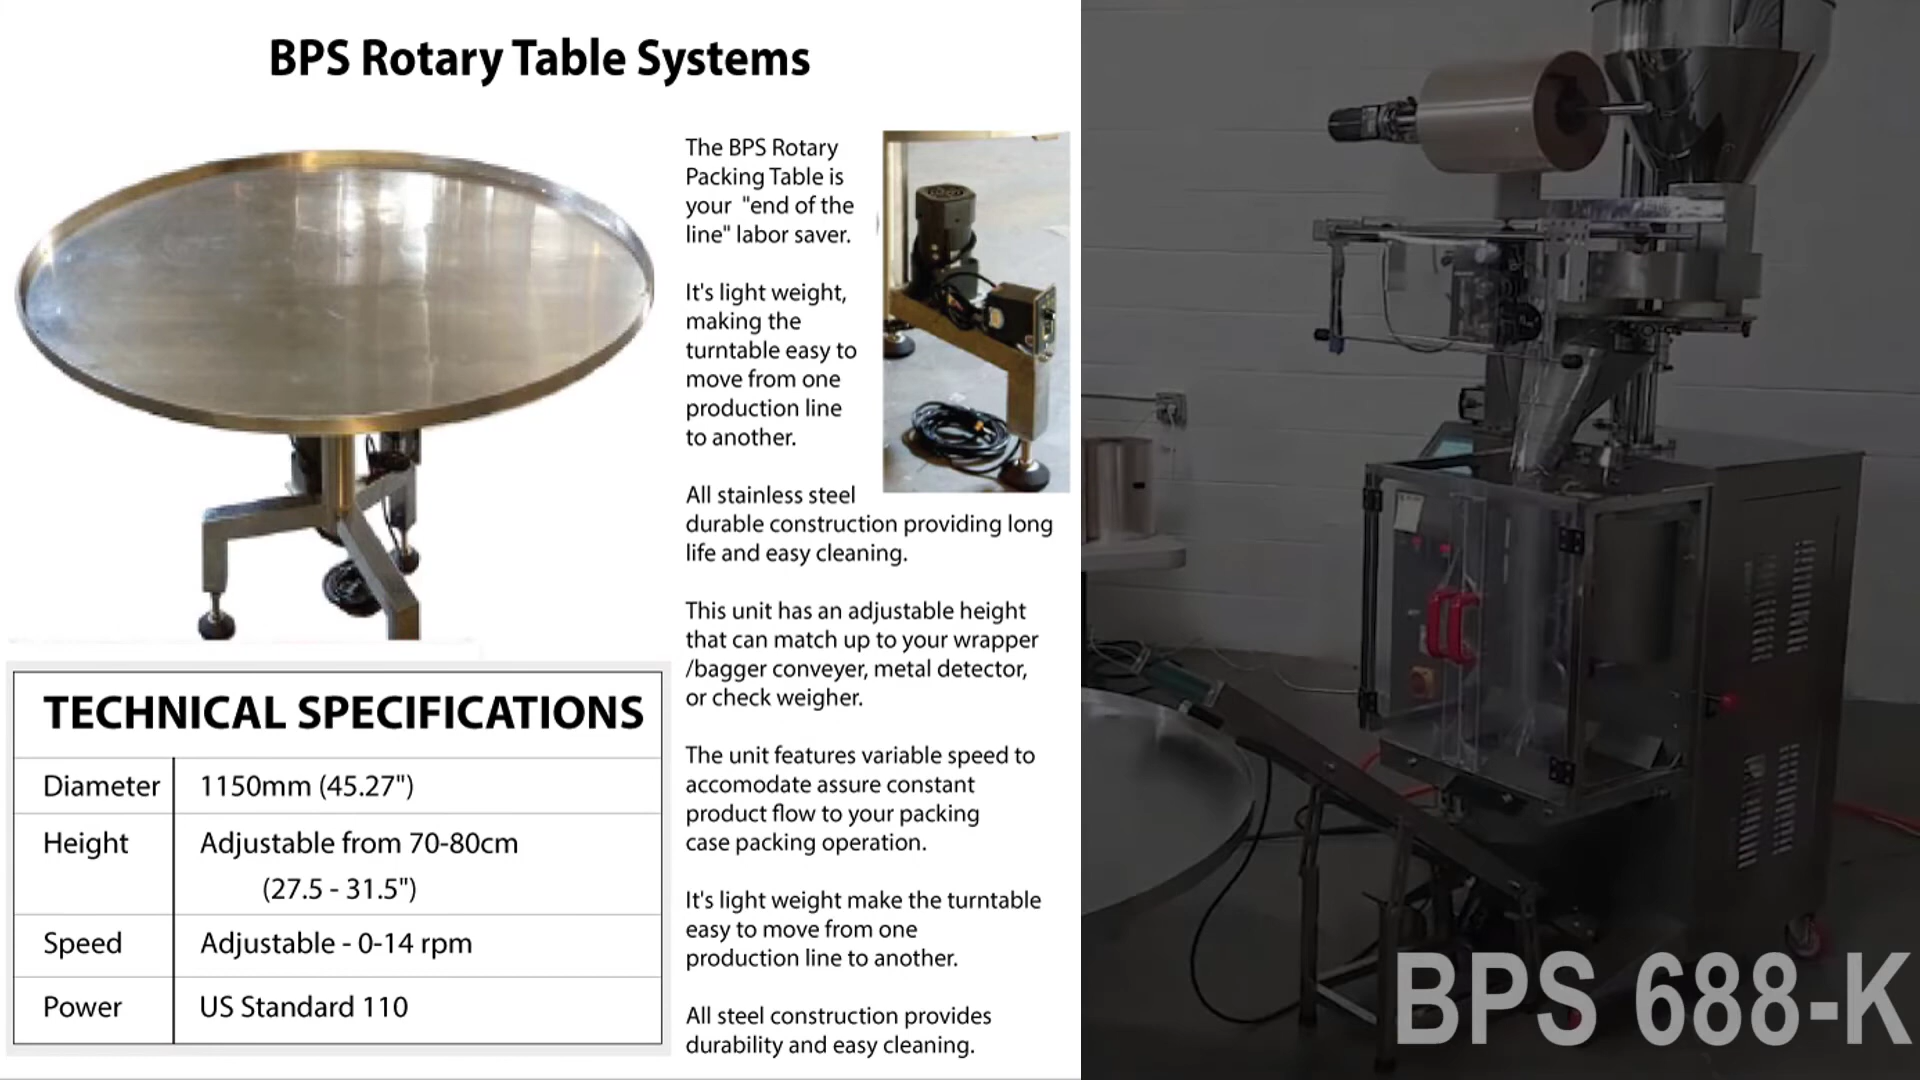 BPS Rotary Table Systems
The BPS Rotary
Packing Table is
your "end of the
line" labor saver.
It's light weight,
making the
turntable easy to
move from one
production line
to another.
All stainless steel
durable construction providing long
life and easy cleaning.
This unit has an adjustable height
that can match up to your wrapper
/bagger conveyer, metal detector,
or check weigher.
The unit features variable speed to
accomodate assure constant
product flow to your packing
case packing operation.
It's light weight make the turntable
easy to move from one
production line to another.
All steel construction provides
durability and easy cleaning.
TECHNICAL SPECIFICATIONS
Diameter 1150mm (45.27")
Height Adjustable from 70-80cm
(27.5 - 31.5")
Speed Adjustable - 0-14 rpm
Power US Standard 110
BPS 688-K